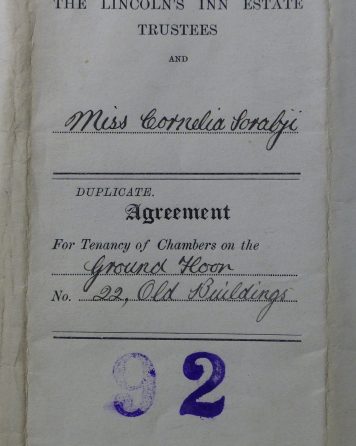 THE LINCOLN'S INN ESTATE
TRUSTEES
AND
Miss Cornelia Sorabji
DUPLICATE.
Agreement
For Tenancy of Chambers on the
Ground Floor
No. 22, Old Buildings
92